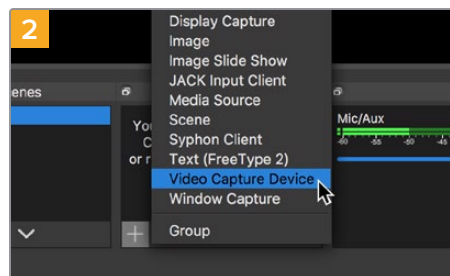 2
Display Capture
Image
Image Slide Show
JACK Input Client
Media Source
Scene
Syphon Client
Text (FreeType 2)
Video Capture Device
Window Capture
Group
enes
You
C
or r
Mic/Aux
-60 -55 -50 -45